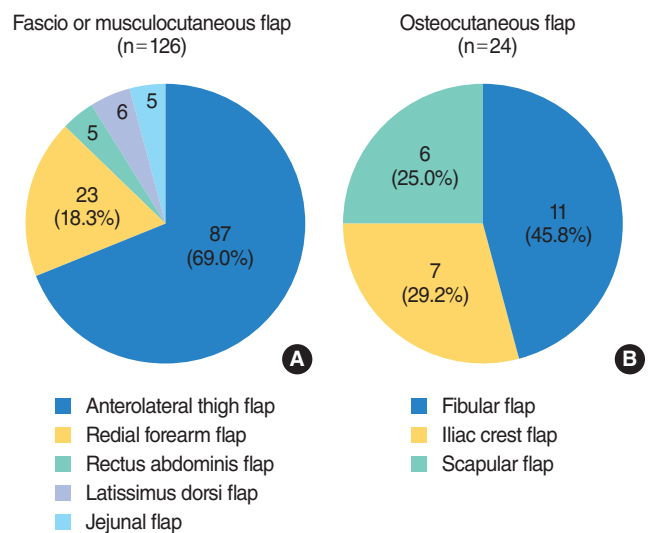 Fascio or musculocutaneous flap
(n=126)
5
6
5
23
(18.3%)
87
(69.0%)
A
Anterolateral thigh flap
Redial forearm flap
Rectus abdominis flap
Latissimus dorsi flap
Jejunal flap
Osteocutaneous flap
(n=24)
6
(25.0%)
11
(45.8%)
7
(29.2%)
B
Fibular flap
Iliac crest flap
Scapular flap